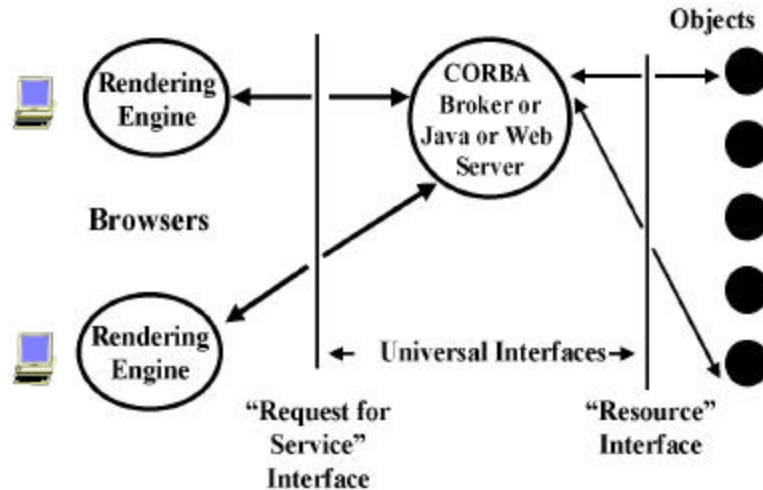 Objects
Rendering
Engine
CORBA
Broker or
Java or Web
Server
Browsers
Rendering
Engine
Universal Interfaces
“Request for
Service”
Interface
“Resource”
Interface